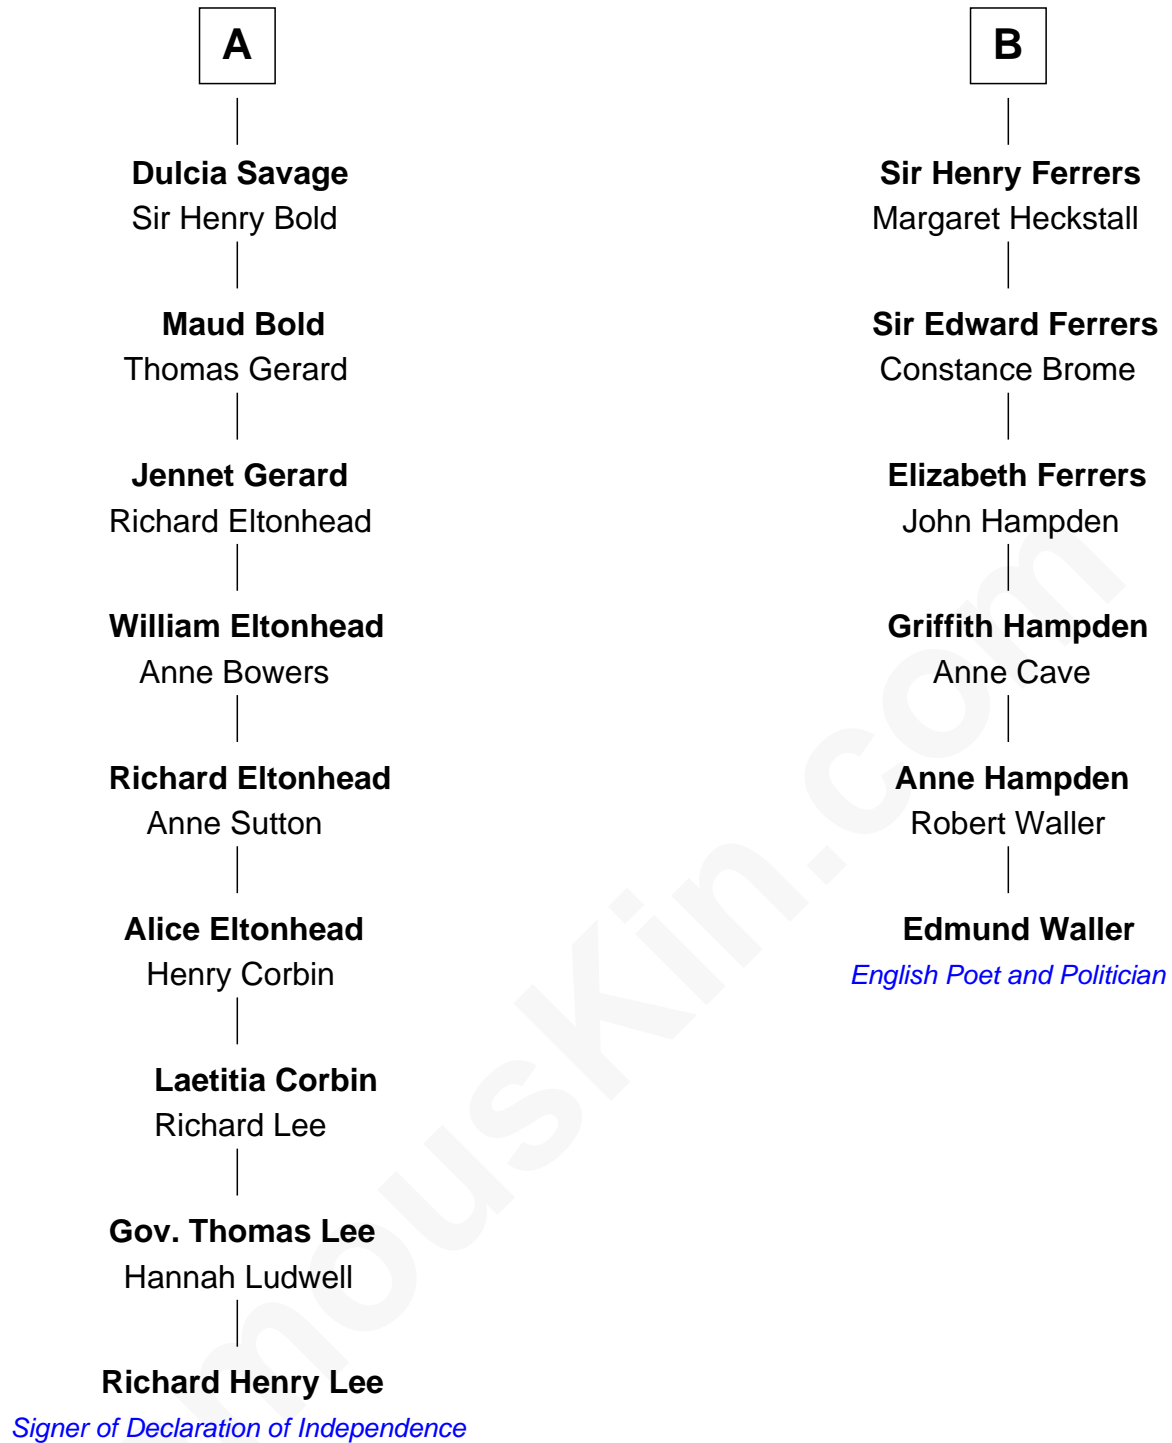 A
Dulcia Savage
Sir Henry Bold
Maud Bold
Thomas Gerard
Jennet Gerard
Richard Eltonhead
William Eltonhead
Anne Bowers
Richard Eltonhead
Anne Sutton
Alice Eltonhead
Henry Corbin
Laetitia Corbin
Richard Lee
Gov. Thomas Lee
Hannah Ludwell
Richard Henry Lee
Signer of Declaration of Independence
B
Sir Henry Ferrers
Margaret Heckstall
Sir Edward Ferrers
Constance Brome
Elizabeth Ferrers
John Hampden
Griffith Hampden
Anne Cave
Anne Hampden
Robert Waller
Edmund Waller
English Poet and Politician
mousKin.com